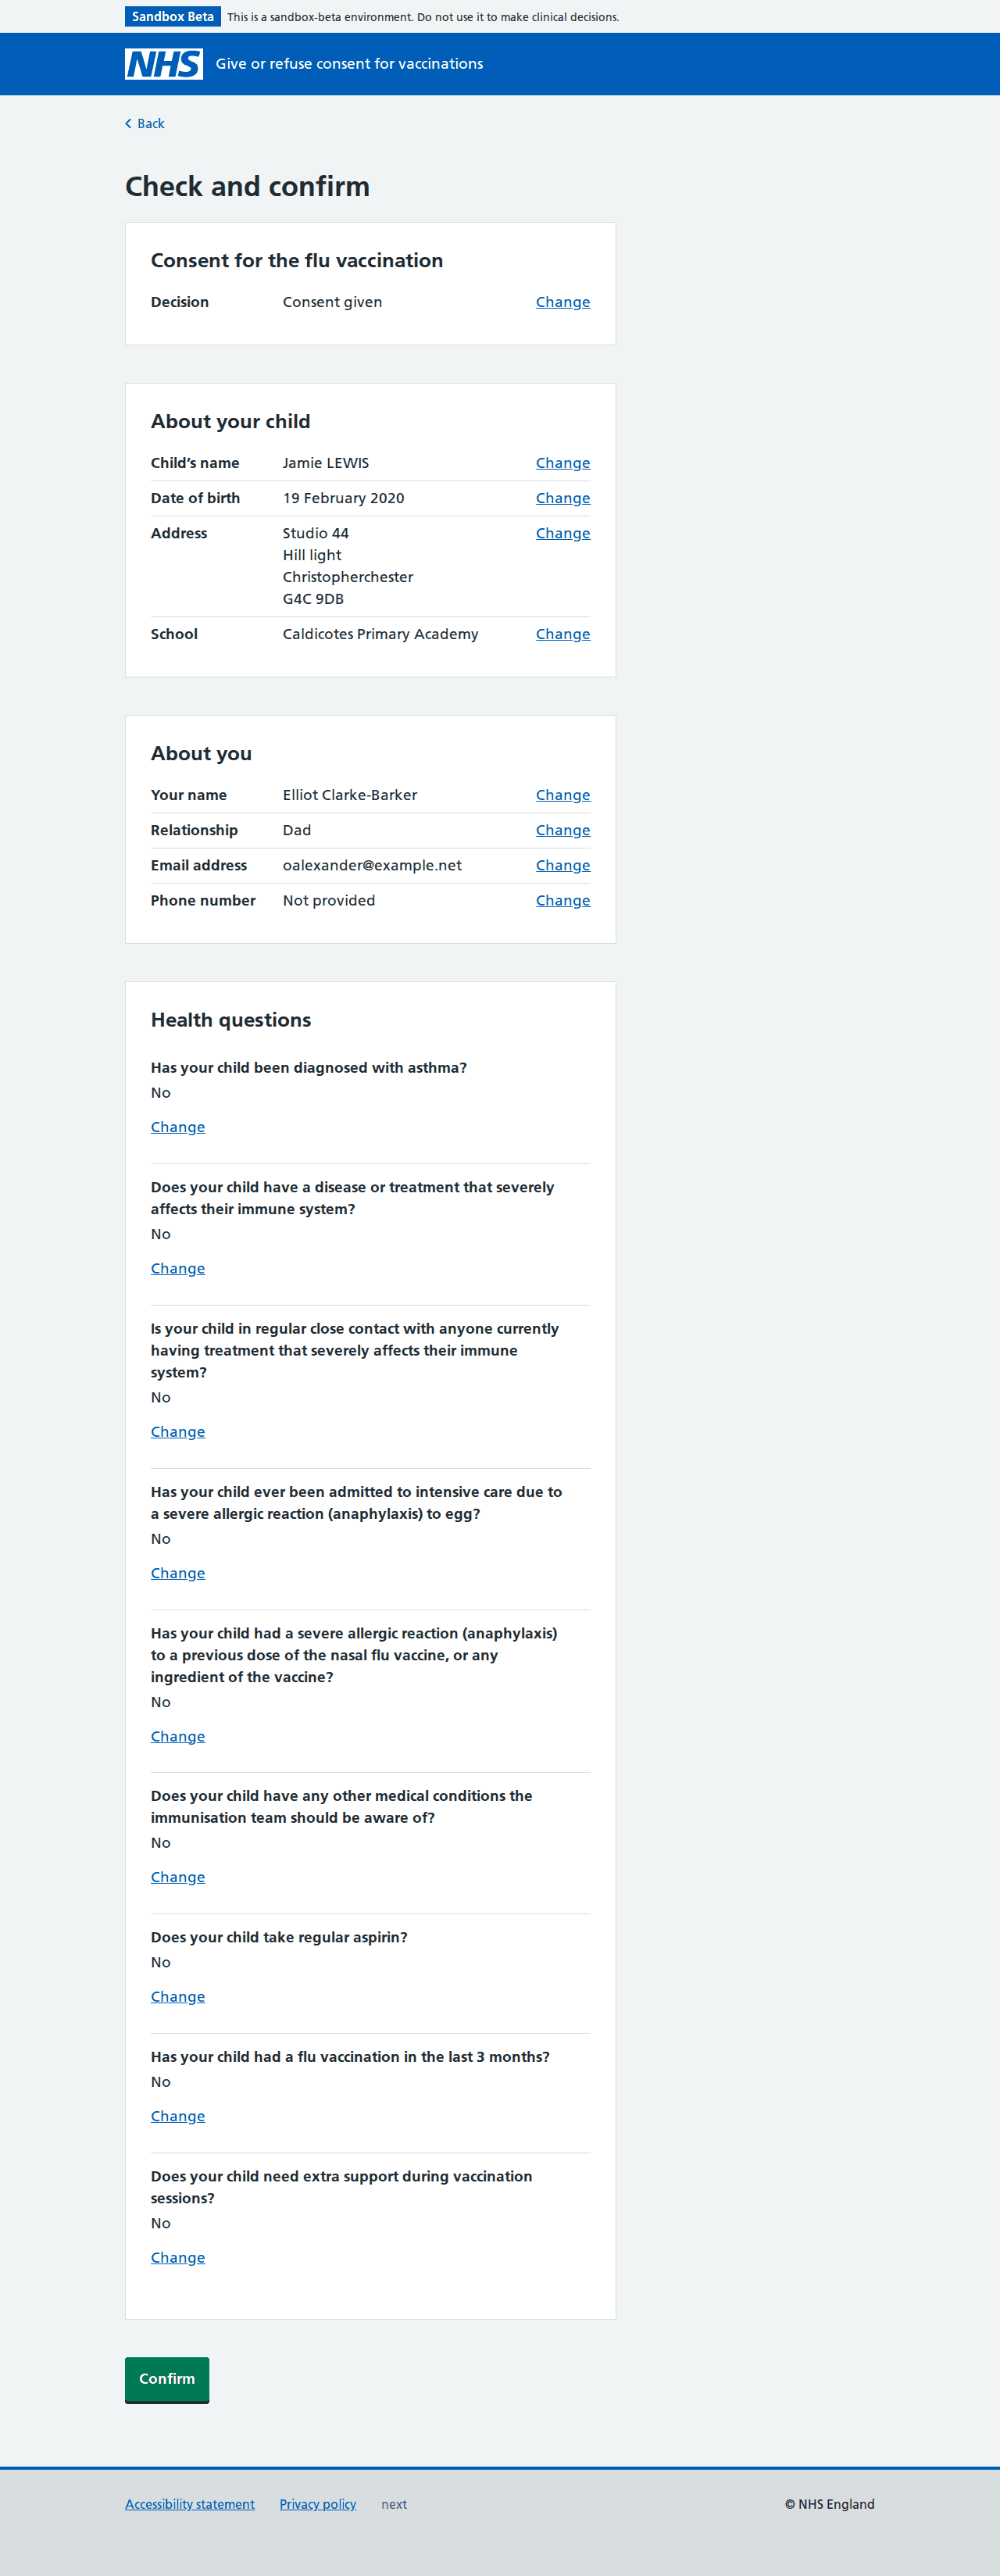 Sandbox Beta This is a sandbox-beta environment. Do not use it to make clinical decisions.
NHS Give or refuse consent for vaccinations
Back
Check and confirm
Consent for the flu vaccination
Decision Consent given Change
About your child
Child’s name Jamie LEWIS Change
Date of birth 19 February 2020 Change
Address Studio 44 Change
Hill light
Christopherchester
G4C 9DB
School Caldicotes Primary Academy Change
About you
Your name Elliot Clarke-Barker Change
Relationship Dad Change
Email address oalexander@example.net Change
Phone number Not provided Change
Health questions
Has your child been diagnosed with asthma?
No
Change
Does your child have a disease or treatment that severely
affects their immune system?
No
Change
Is your child in regular close contact with anyone currently
having treatment that severely affects their immune
system?
No
Change
Has your child ever been admitted to intensive care due to
a severe allergic reaction (anaphylaxis) to egg?
No
Change
Has your child had a severe allergic reaction (anaphylaxis)
to a previous dose of the nasal flu vaccine, or any
ingredient of the vaccine?
No
Change
Does your child have any other medical conditions the
immunisation team should be aware of?
No
Change
Does your child take regular aspirin?
No
Change
Has your child had a flu vaccination in the last 3 months?
No
Change
Does your child need extra support during vaccination
sessions?
No
Change
Confirm
Accessibility statement Privacy policy next © NHS England